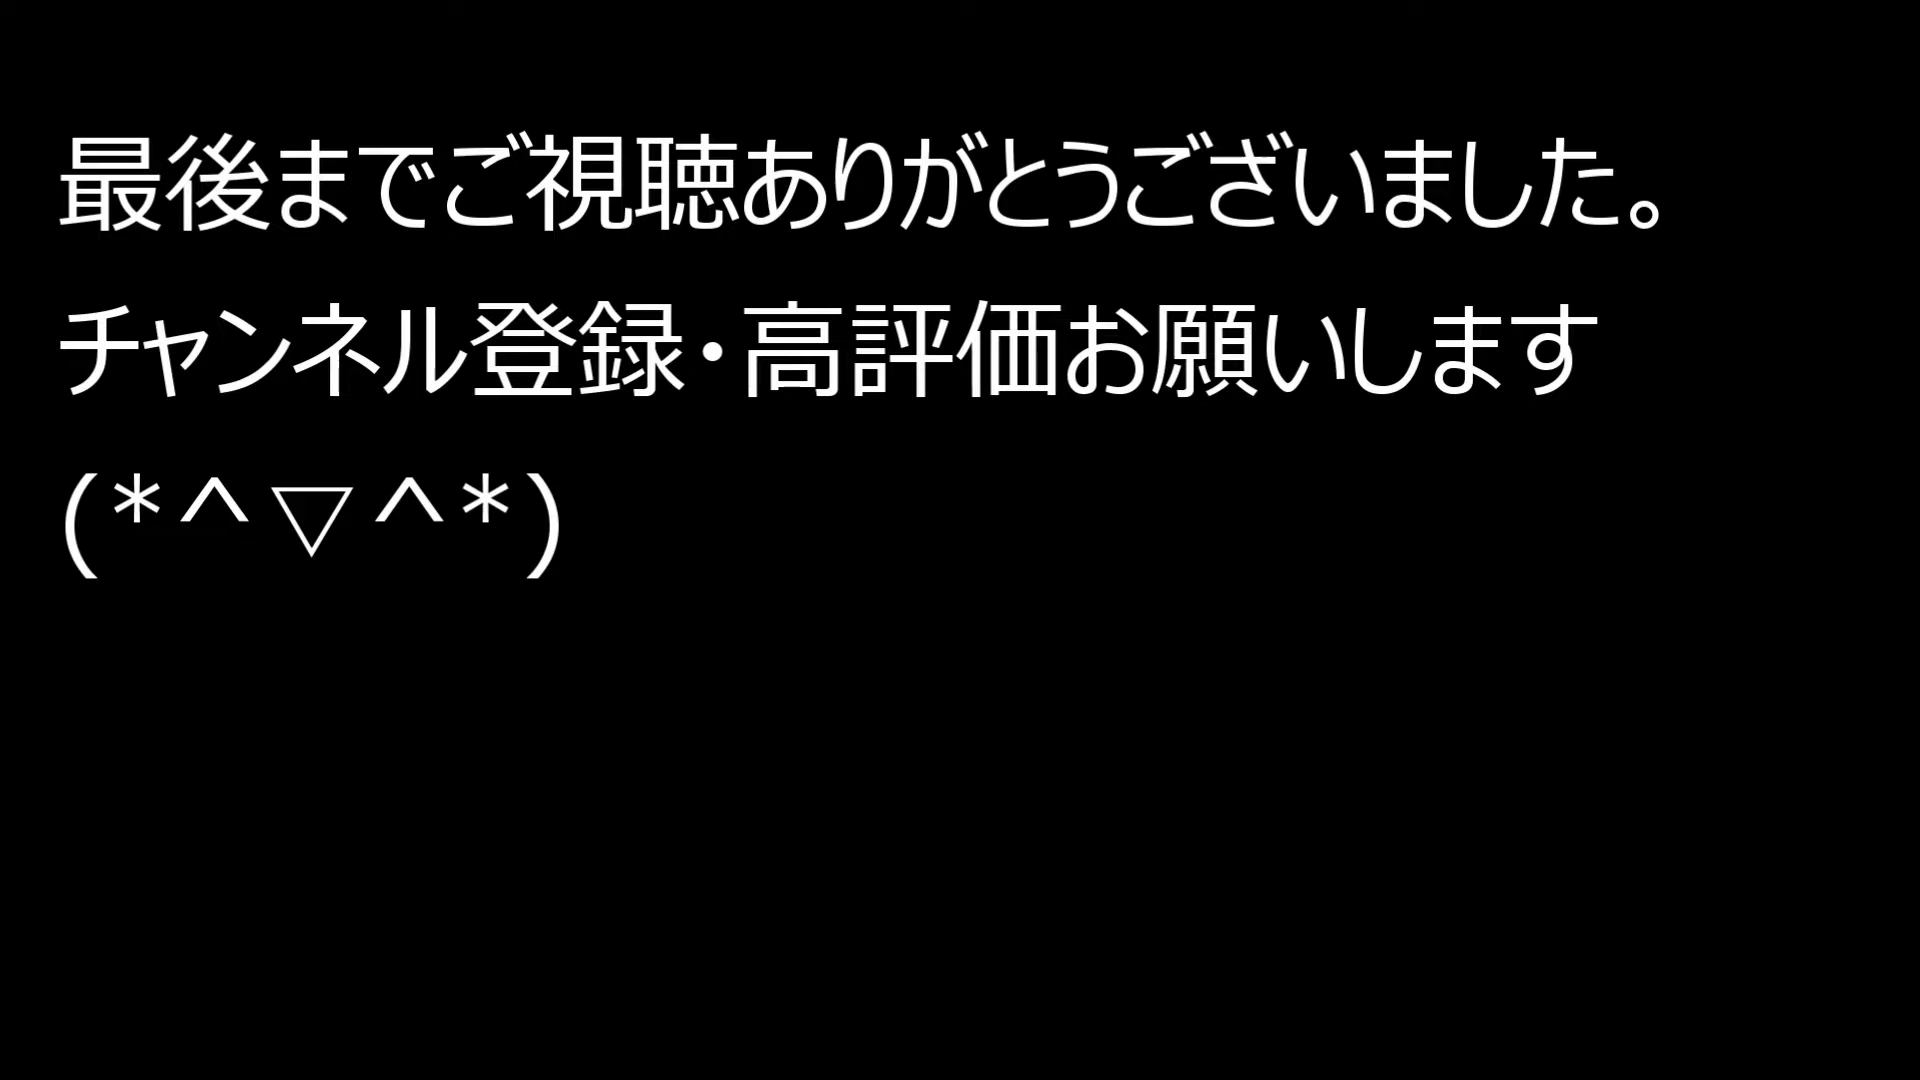 最後までご視聴ありがとうございました。
チャンネル登録・高評価お願いします
(*^▽^*)